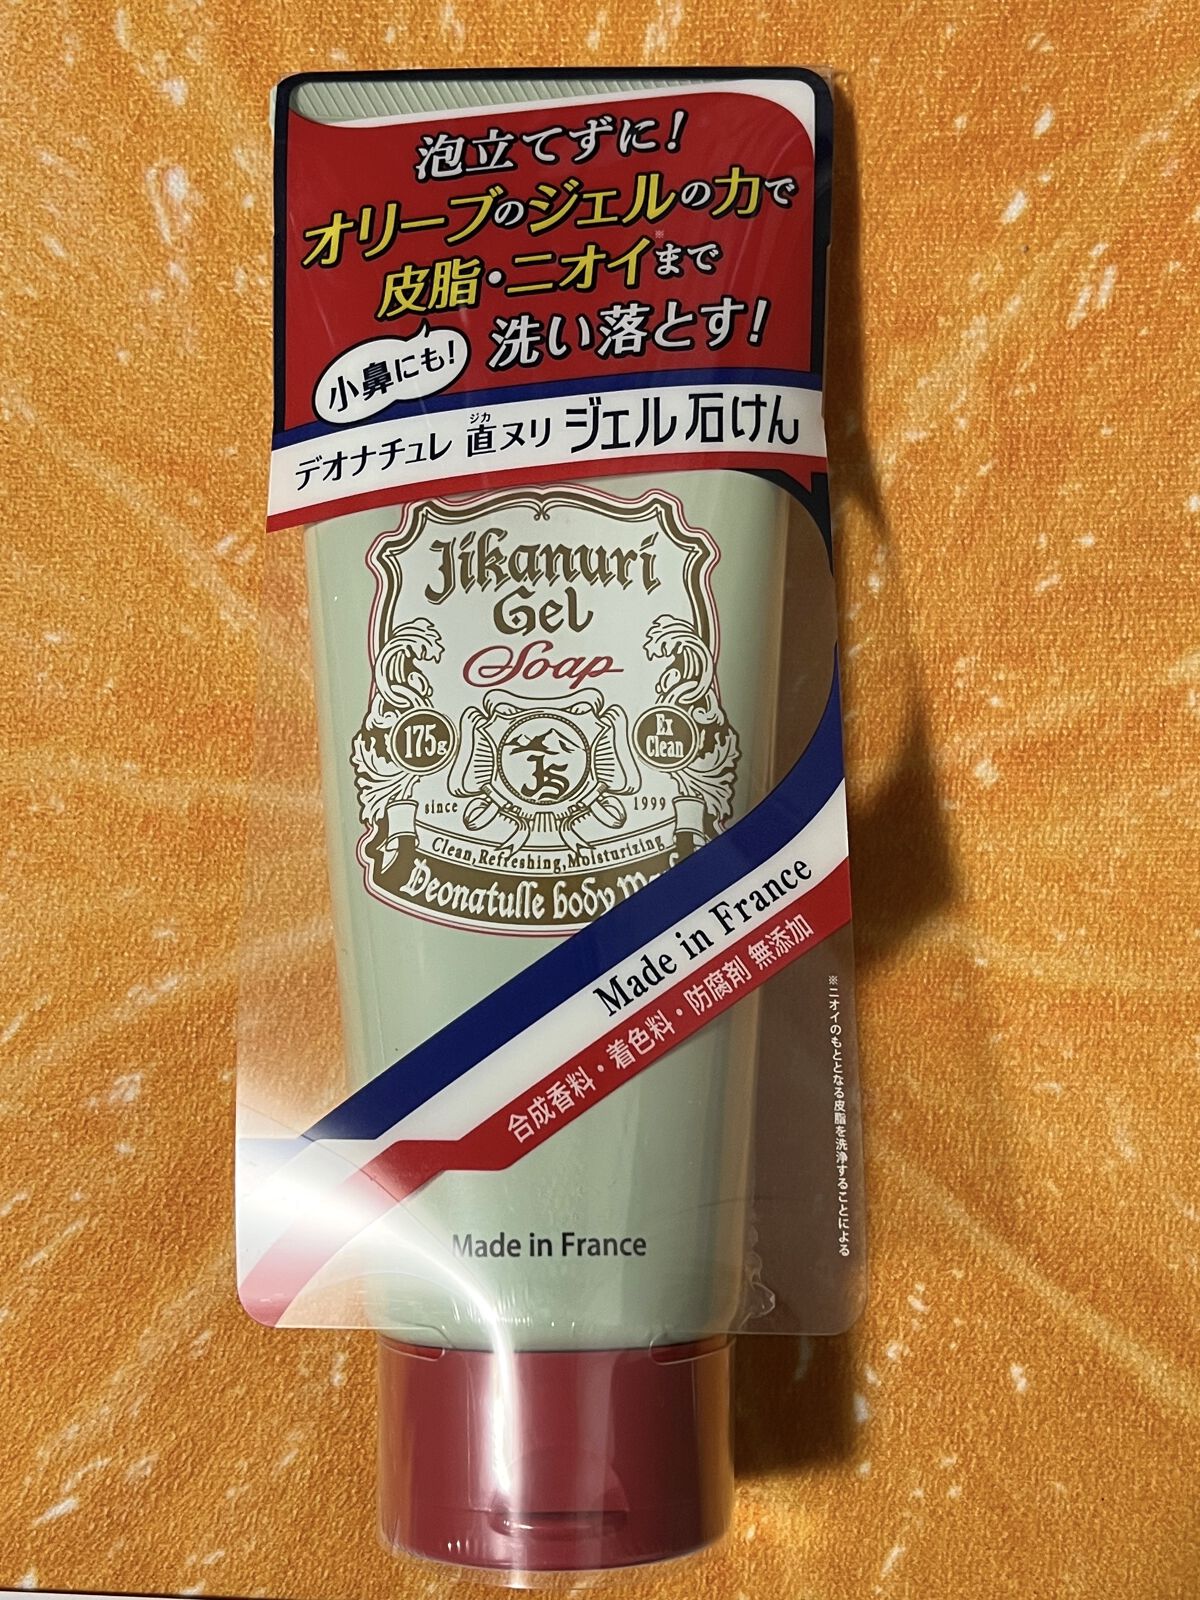 泡立てずに!
オリーブのジェルの力で
皮脂・ニオイ※まで
洗い落とす!
小鼻にも!
デオナチュレ 直ヌリ ジェル石けん
ジカ
Jikanuri
Gel
Soap
175g
Ex
Clean
JS
since 1999
Clean, Refreshing, Moisturizing
Deonatulle body
Made in France
合成香料・着色料・防腐剤 無添加
※ニオイのもととなる皮脂を洗浄することによる
Made in France